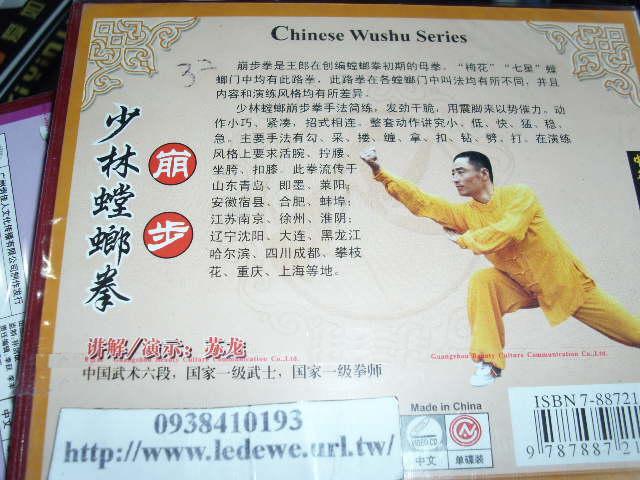 Chinese Wushu Series
32
崩步拳是王郎在创编螳螂拳初期的母拳。“梅花”“七星”螳
螂门中均有此路拳，此路拳在各螳螂门中叫法均有所不同，并且
内容和演练风格均有所差异。
少林螳螂崩步拳手法简练，发劲干脆，用震脚来以势催力。动
作小巧、紧凑，招式相连。整套动作讲究小、低、快、猛、稳、
急。主要手法有勾、采、搂、缠、拿、扣、钻、劈、打。在演练
风格上要求活腕、拧腰、
坐胯、扣膝。此拳流传于
山东青岛、即墨、莱阳；
安徽宿县、合肥、蚌埠；
江苏南京、徐州、淮阴；
辽宁沈阳、大连、黑龙江
哈尔滨、四川成都、攀枝
花、重庆、上海等地。
少林螳螂拳
崩步
讲解/演示：苏龙
Guangzhou Beauty Culture Communication Co.,Ltd.
Guangzhou Beauty Culture Communication Co.,Ltd.
中国武术六段，国家一级武士，国家一级拳师
0938410193
http://www.ledewe.url.tw/
Made in China
VIDEO CD
中文
单碟装
ISBN 7-88721
9 787887 21
中文